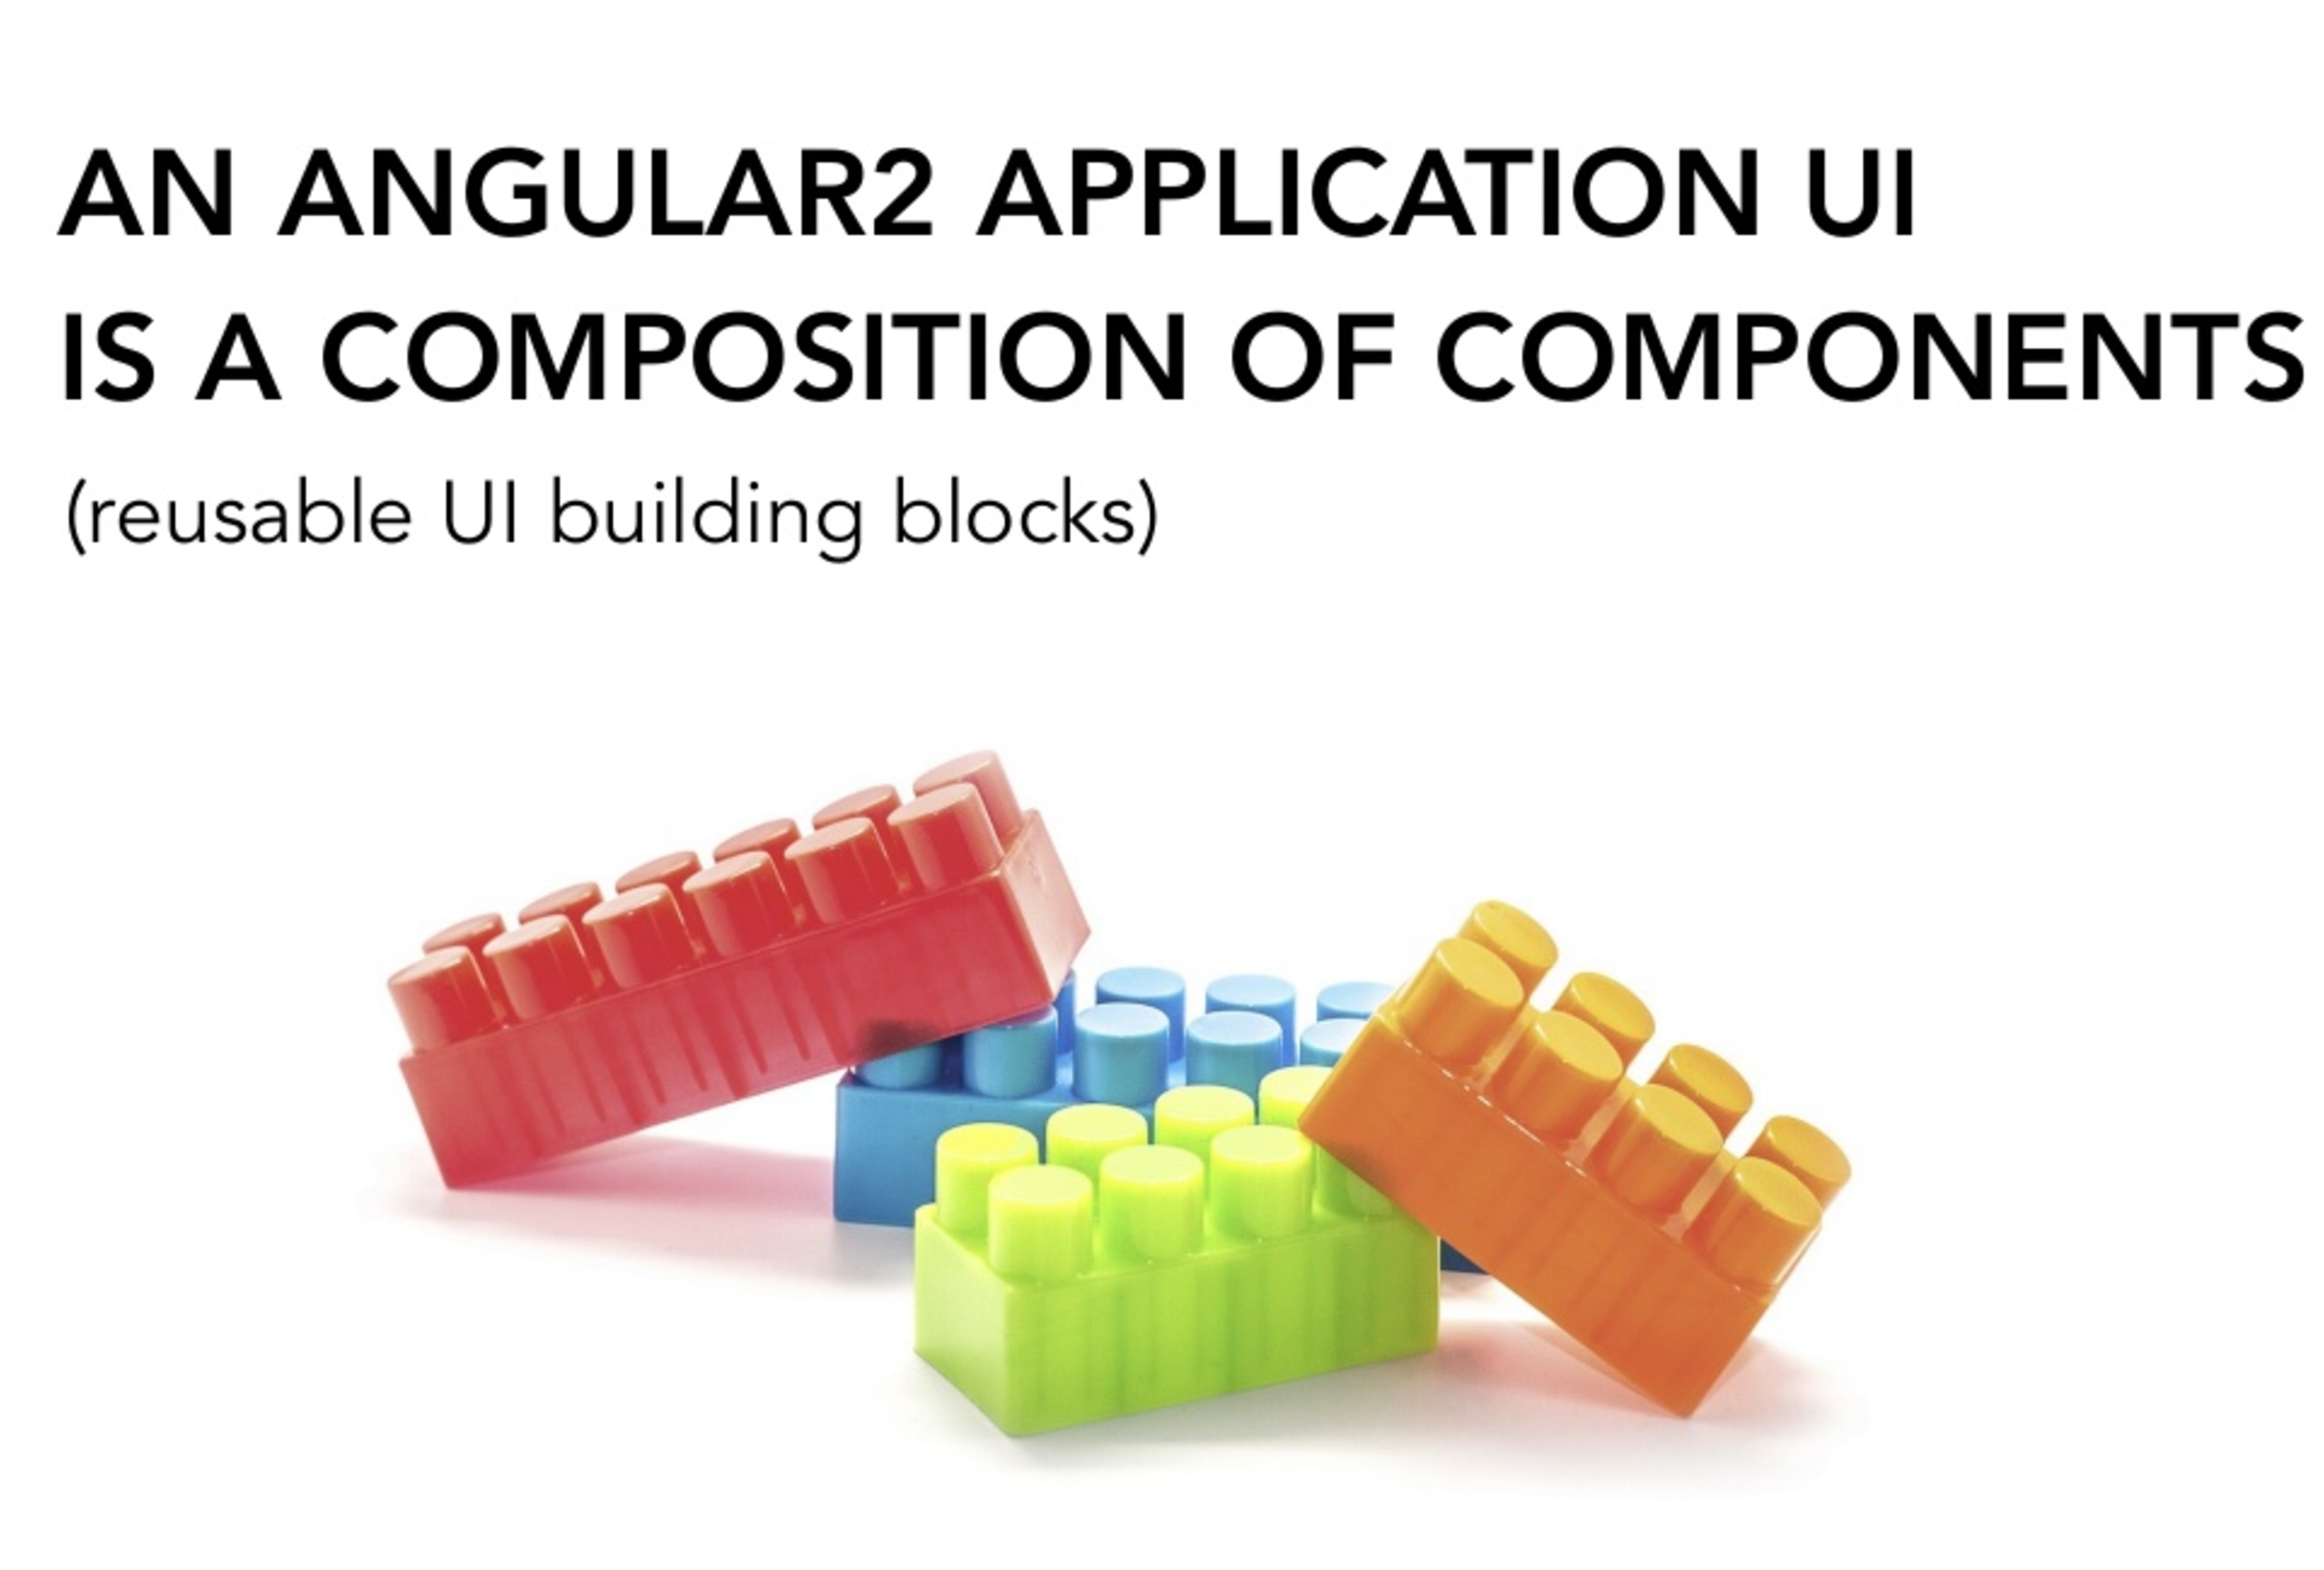 AN ANGULAR2 APPLICATION UI
IS A COMPOSITION OF COMPONENTS
(reusable UI building blocks)